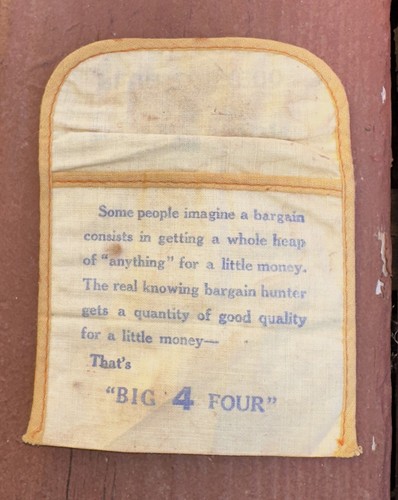 Some people imagine a bargain
consists in getting a whole heap
of "anything" for a little money.
The real knowing bargain hunter
gets a quantity of good quality
for a little money—
That's
"BIG 4 FOUR"